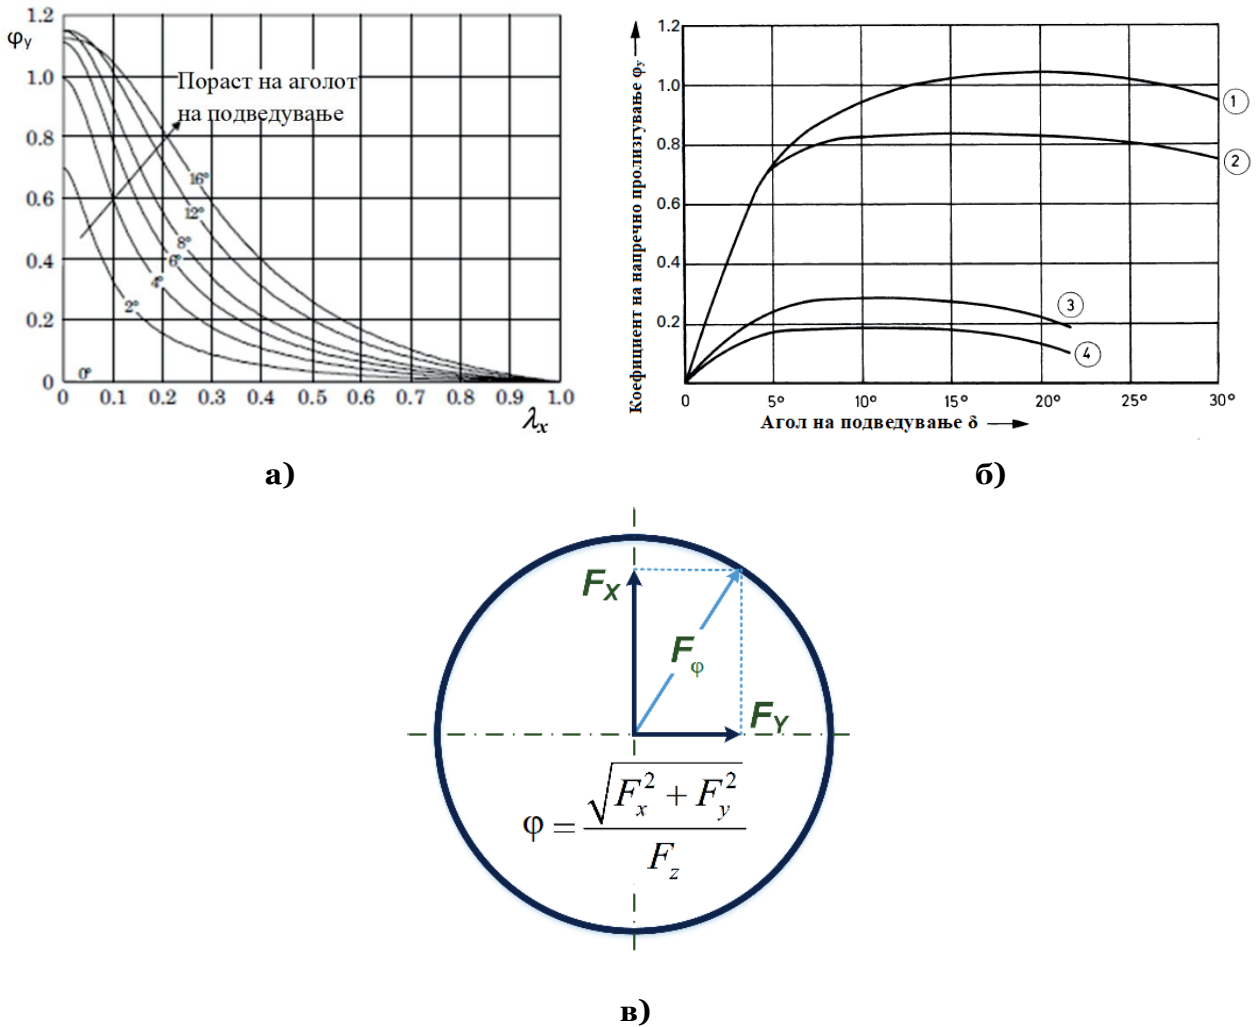 1.2
φγ
1.0
0.8
0.6
0.4
0.2
0
Пораст на аголот
на подведување
16°
12°
8°
6°
4°
2°
0°
0 0.1 0.2 0.3 0.4 0.5 0.6 0.7 0.8 0.9 1.0
λx
а)
Коефициент на напречно пролизгување φy
1.2
1.0
0.8
0.6
0.4
0.2
1
2
3
4
0 5° 10° 15° 20° 25° 30°
Агол на подведување δ
б)
FX
Fφ
FY
φ = √(Fx² + Fy²) / Fz
в)